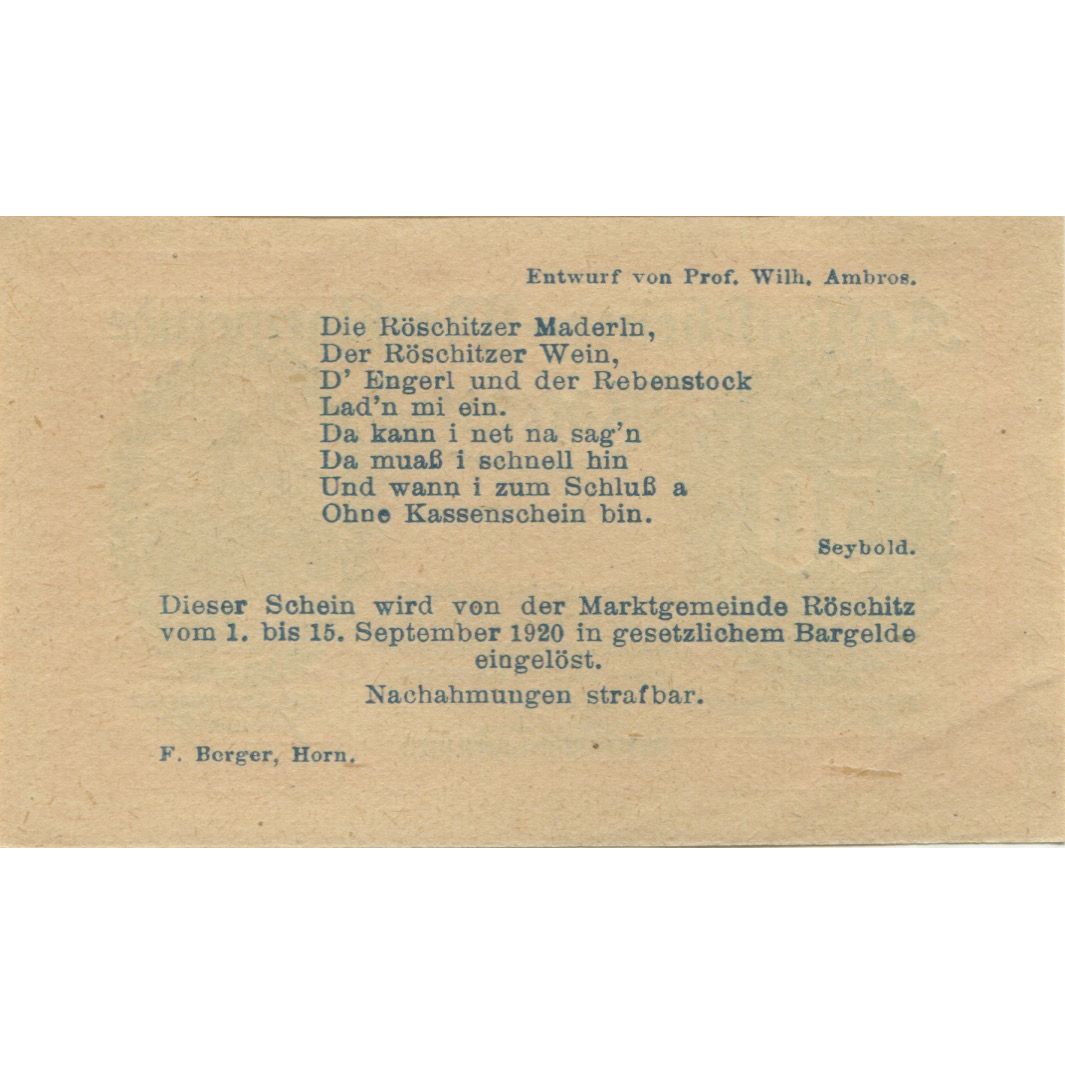 Entwurf von Prof. Wilh. Ambros.
Die Röschitzer Maderln,
Der Röschitzer Wein,
D' Engerl und der Rebenstock
Lad'n mi ein.
Da kann i net na sag'n
Da muaß i schnell hin
Und wann i zum Schluß a
Ohne Kassenschein bin.
Seybold.
Dieser Schein wird von der Marktgemeinde Röschitz
vom 1. bis 15. September 1920 in gesetzlichem Bargelde
eingelöst.
Nachahmungen strafbar.
F. Berger, Horn.